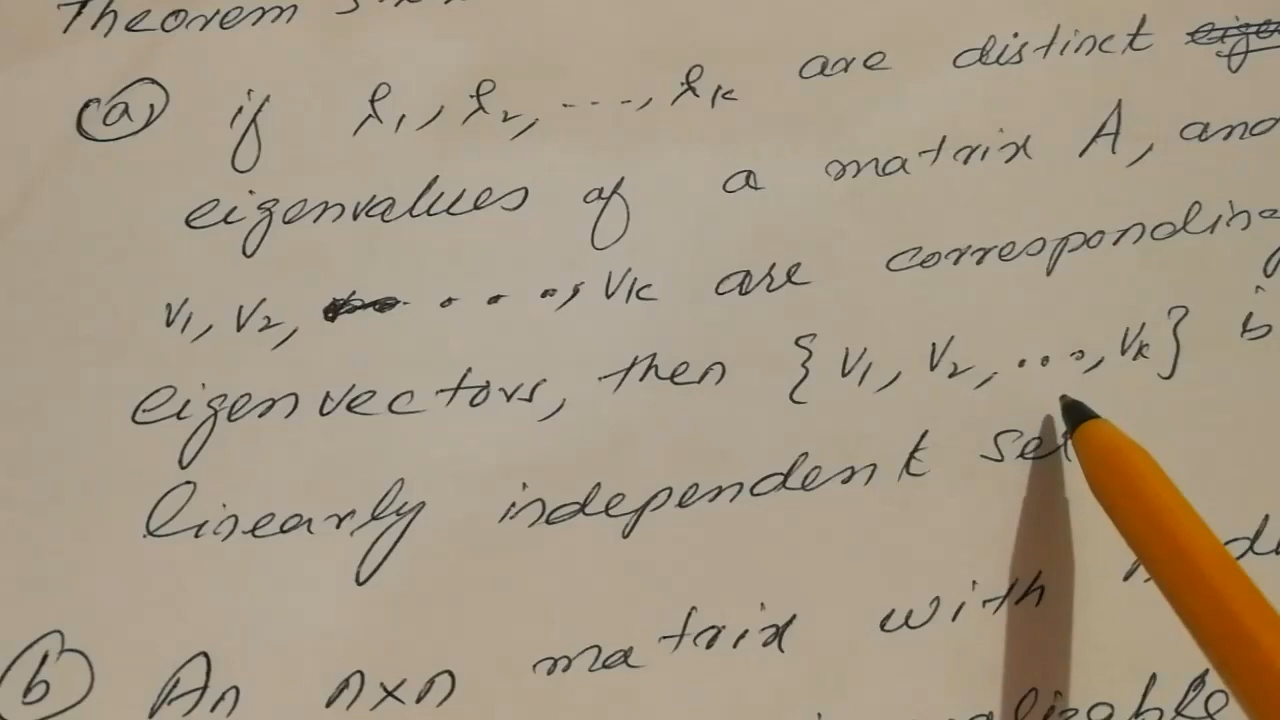 Theorem
(a) if λ1, λ2, ----, λk are distinct
eigenvalues of a matrix A, and
v1, v2, ...., vk are corresponding
eigenvectors, then {v1, v2, ..., vk} is
linearly independent set
(b) An n×n matrix with